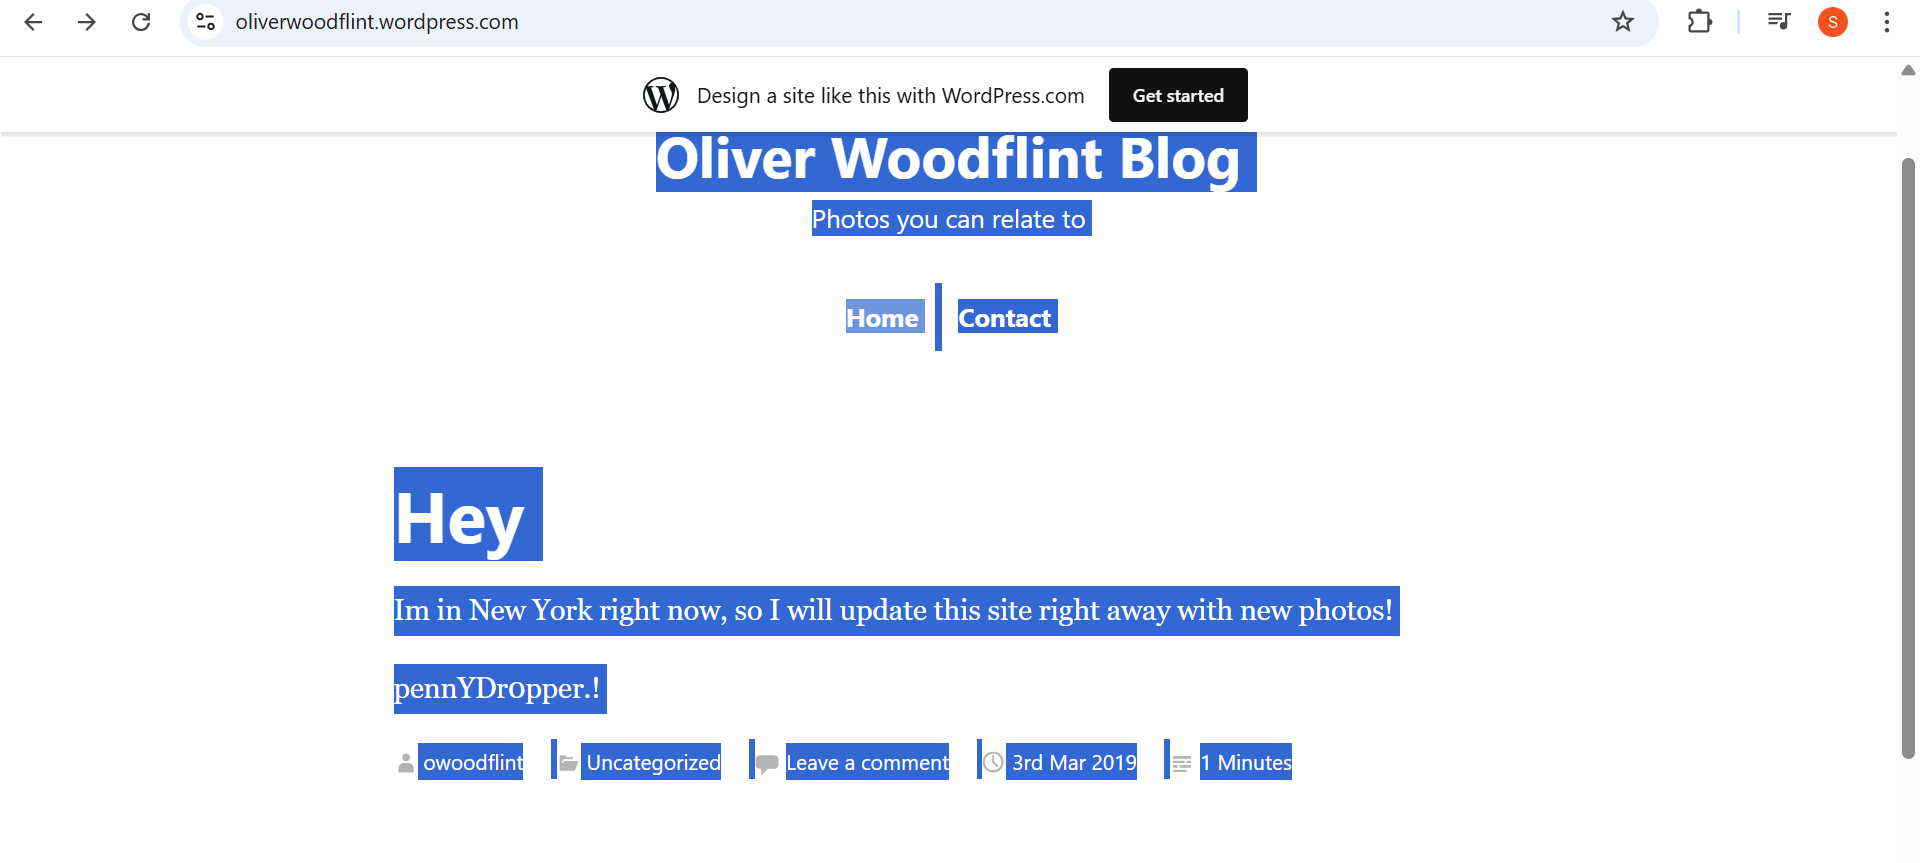 oliverwoodflint.wordpress.com
S
Design a site like this with WordPress.com Get started
Oliver Woodflint Blog
Photos you can relate to
Home Contact
Hey
Im in New York right now, so I will update this site right away with new photos!
pennYDr0pper.!
owoodflint Uncategorized Leave a comment 3rd Mar 2019 1 Minutes